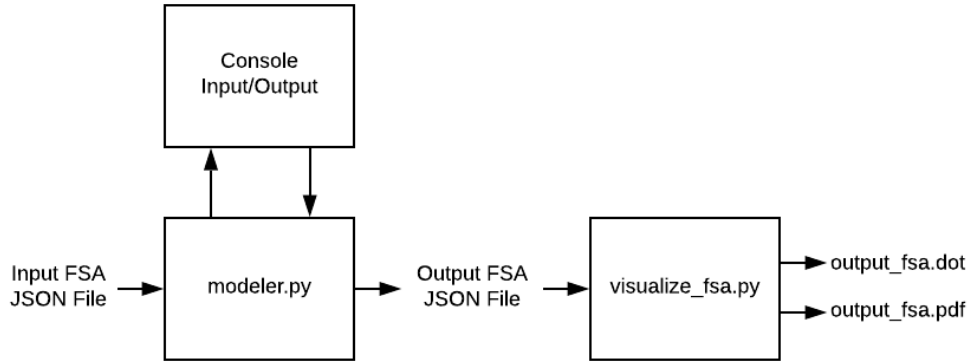 Console
Input/Output
Input FSA
JSON File
modeler.py
Output FSA
JSON File
visualize_fsa.py
output_fsa.dot
output_fsa.pdf